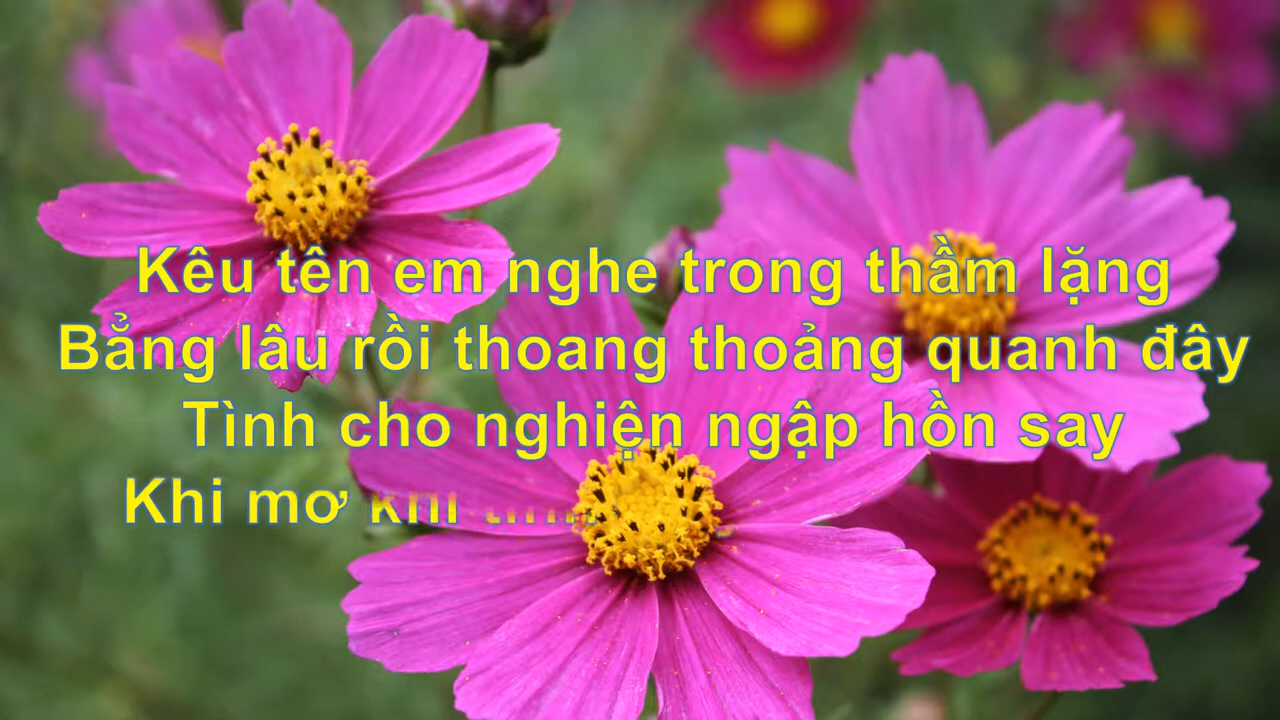 Kêu tên em nghe trong thầm lặng
Bẳng lâu rồi thoang thoảng quanh đây
Tình cho nghiện ngập hồn say
Khi mơ khi